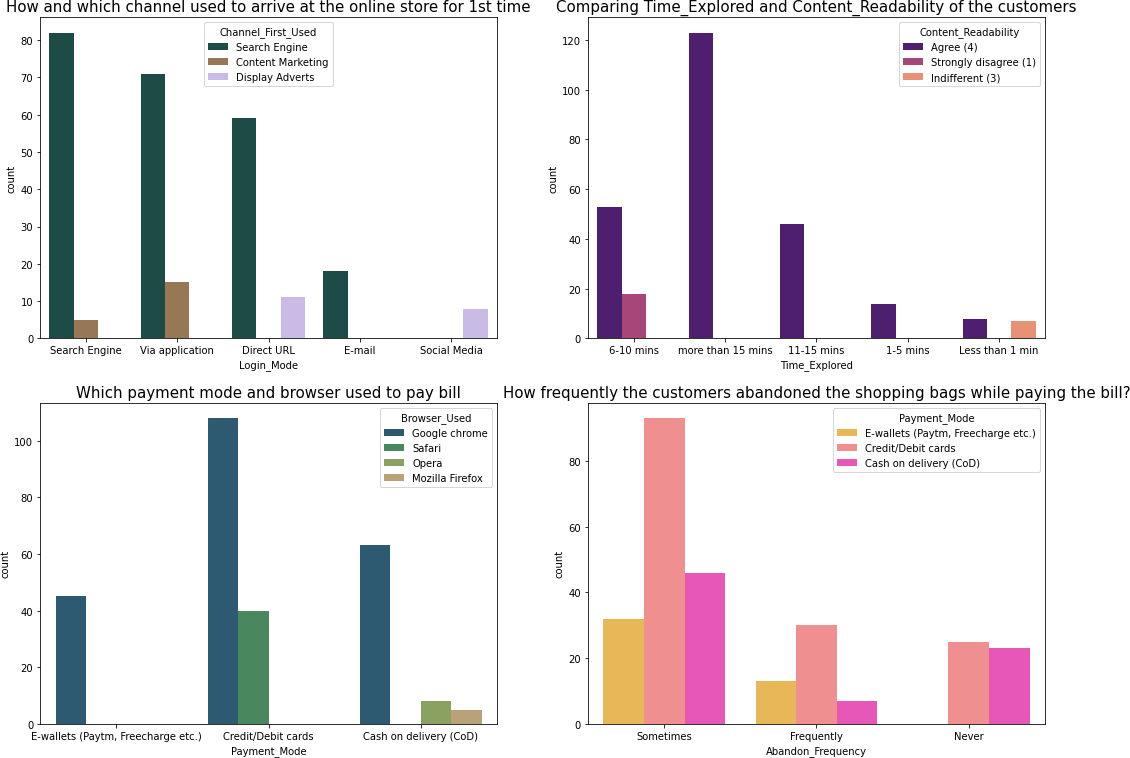 How and which channel used to arrive at the online store for 1st time
Channel_First_Used
Search Engine
Content Marketing
Display Adverts
80
70
60
50
40
30
20
10
0
count
Search Engine Via application Direct URL E-mail Social Media
Login_Mode
Comparing Time_Explored and Content_Readability of the customers
Content_Readability
Agree (4)
Strongly disagree (1)
Indifferent (3)
120
100
80
60
40
20
0
count
6-10 mins more than 15 mins 11-15 mins 1-5 mins Less than 1 min
Time_Explored
Which payment mode and browser used to pay bill
Browser_Used
Google chrome
Safari
Opera
Mozilla Firefox
100
80
60
40
20
0
count
E-wallets (Paytm, Freecharge etc.) Credit/Debit cards Cash on delivery (CoD)
Payment_Mode
How frequently the customers abandoned the shopping bags while paying the bill?
Payment_Mode
E-wallets (Paytm, Freecharge etc.)
Credit/Debit cards
Cash on delivery (CoD)
80
60
40
20
0
count
Sometimes Frequently Never
Abandon_Frequency